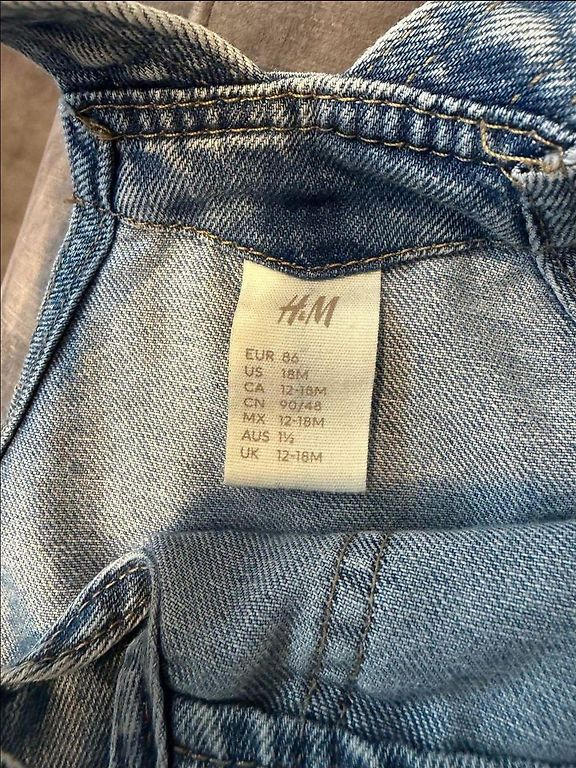 H&M
EUR 86
US 18M
CA 12-18M
CN 90/48
MX 12-18M
AUS 1½
UK 12-18M